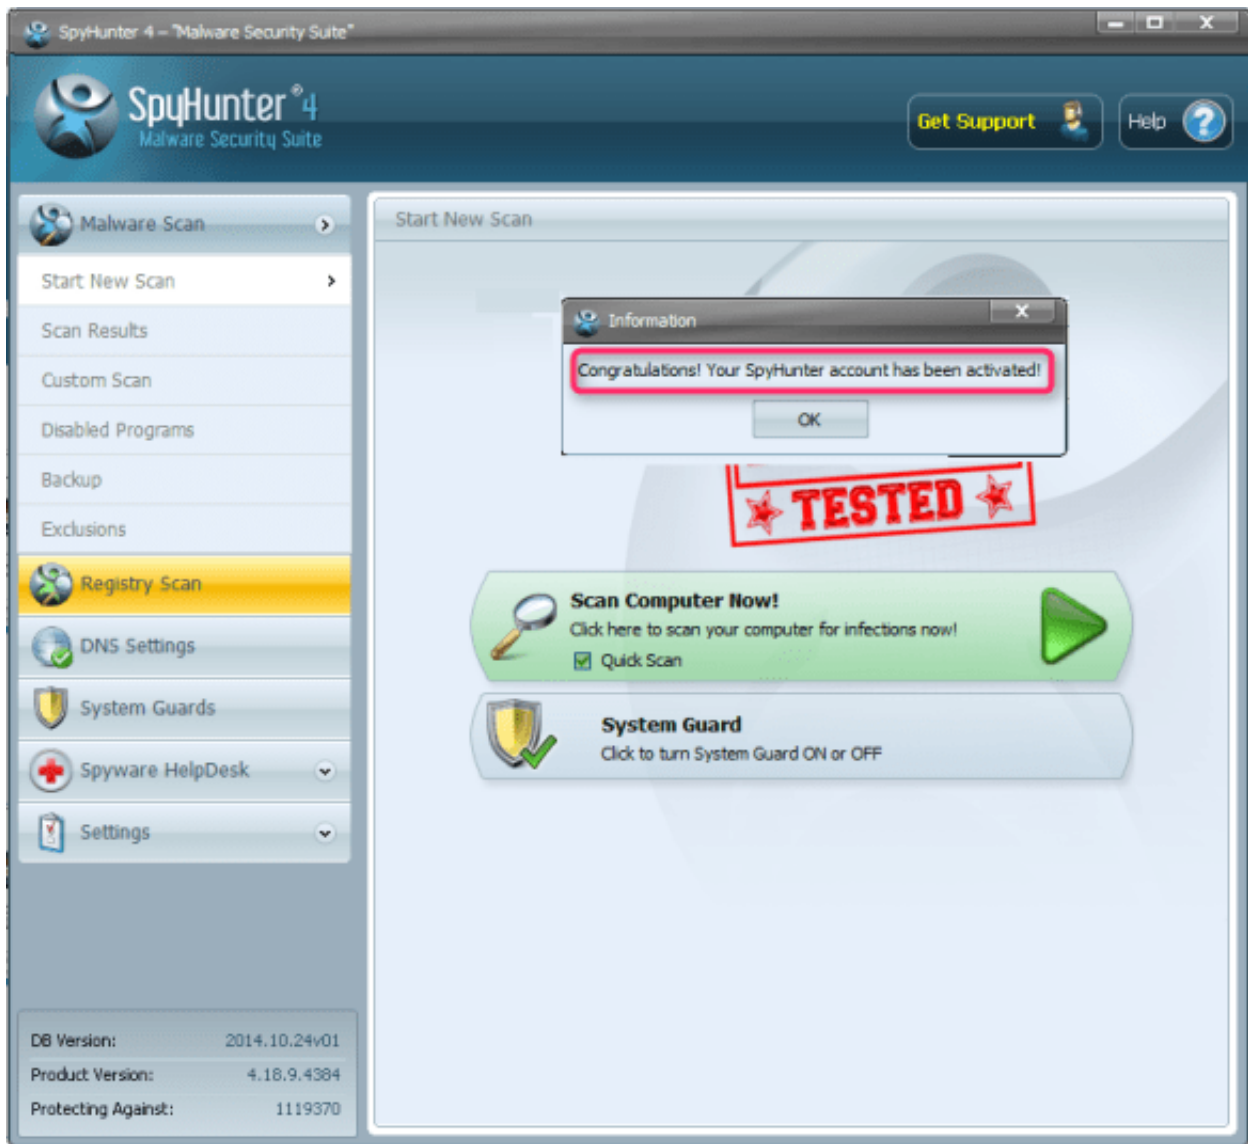 SpyHunter 4 – "Malware Security Suite"
SpyHunter® 4
Malware Security Suite
Get Support
Help
Malware Scan
Start New Scan
Scan Results
Custom Scan
Disabled Programs
Backup
Exclusions
Registry Scan
DNS Settings
System Guards
Spyware HelpDesk
Settings
DB Version: 2014.10.24v01
Product Version: 4.18.9.4384
Protecting Against: 1119370
Start New Scan
Information
Congratulations! Your SpyHunter account has been activated!
OK
TESTED
Scan Computer Now!
Click here to scan your computer for infections now!
Quick Scan
System Guard
Click to turn System Guard ON or OFF